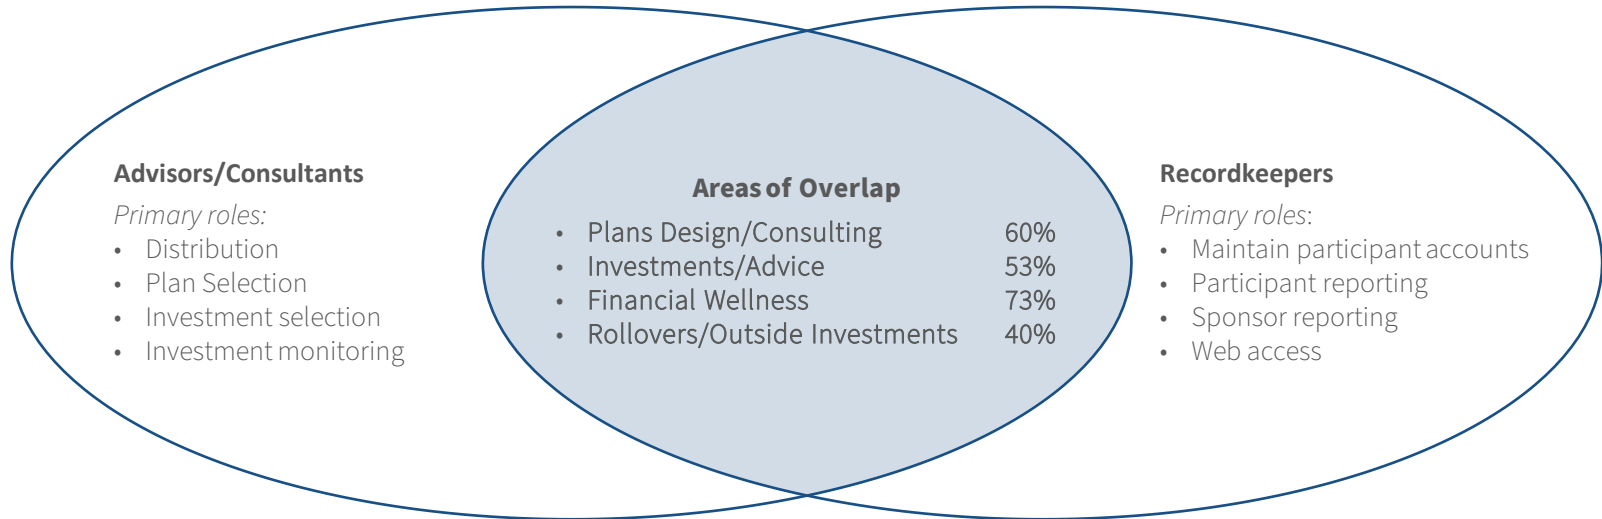 Advisors/Consultants
Primary roles:
• Distribution
• Plan Selection
• Investment selection
• Investment monitoring
Areas of Overlap
• Plans Design/Consulting 60%
• Investments/Advice 53%
• Financial Wellness 73%
• Rollovers/Outside Investments 40%
Recordkeepers
Primary roles:
• Maintain participant accounts
• Participant reporting
• Sponsor reporting
• Web access